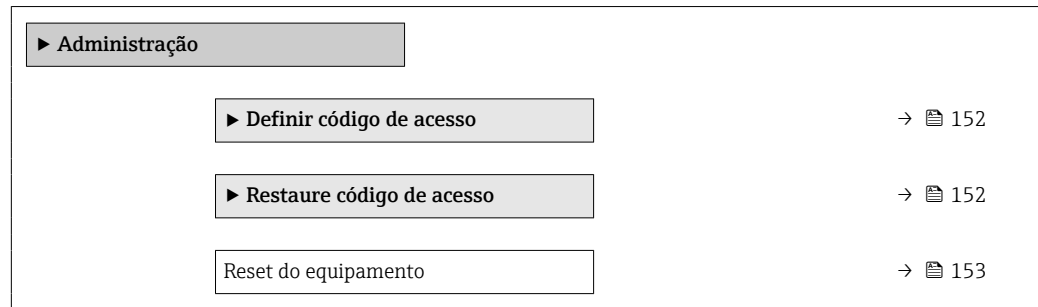 ▶ Administração
▶ Definir código de acesso → 152
▶ Restaure código de acesso → 152
Reset do equipamento → 153